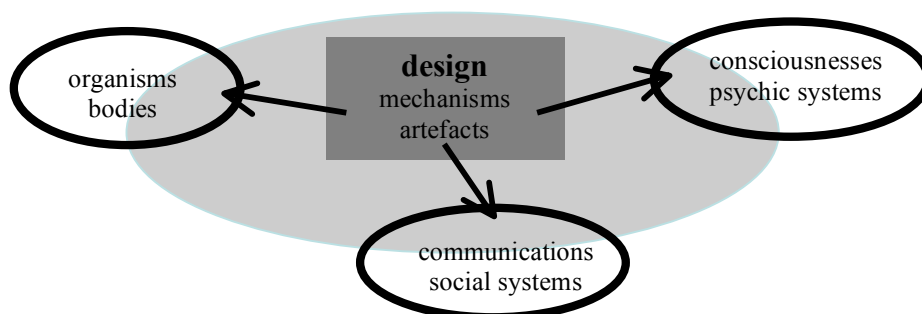 organisms
bodies
design
mechanisms
artefacts
consciousnesses
psychic systems
communications
social systems